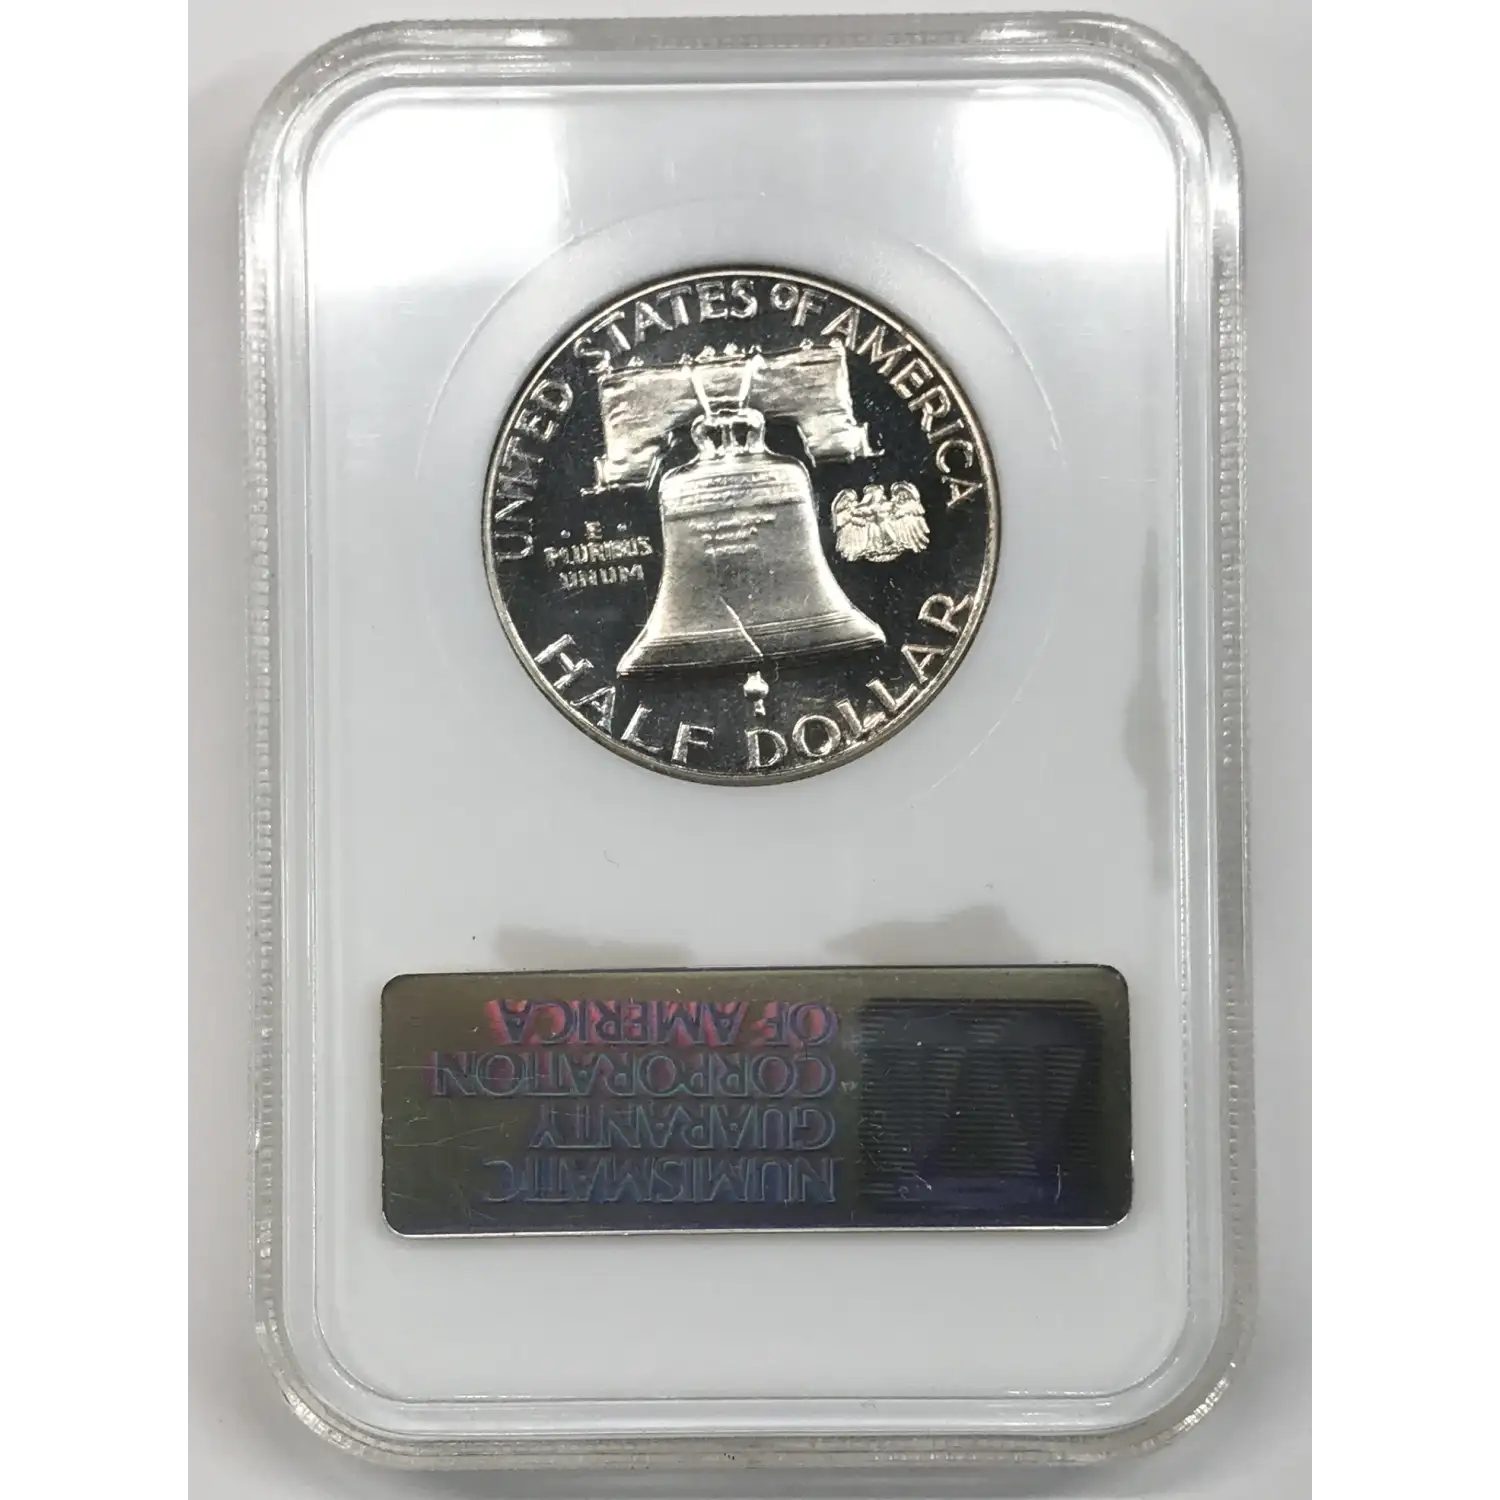 UNITED STATES OF AMERICA
E
PLURIBUS
UNUM
HALF DOLLAR
NUMISMATIC
GUARANTY
CORPORATION
OF AMERICA